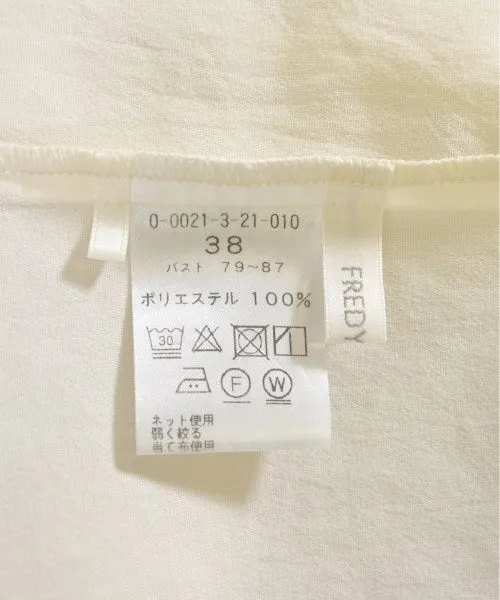 0-0021-3-21-010
38
バスト 79〜87
ポリエステル 100%
30
F
W
ネット使用
弱く絞る
当て布使用
FREDY